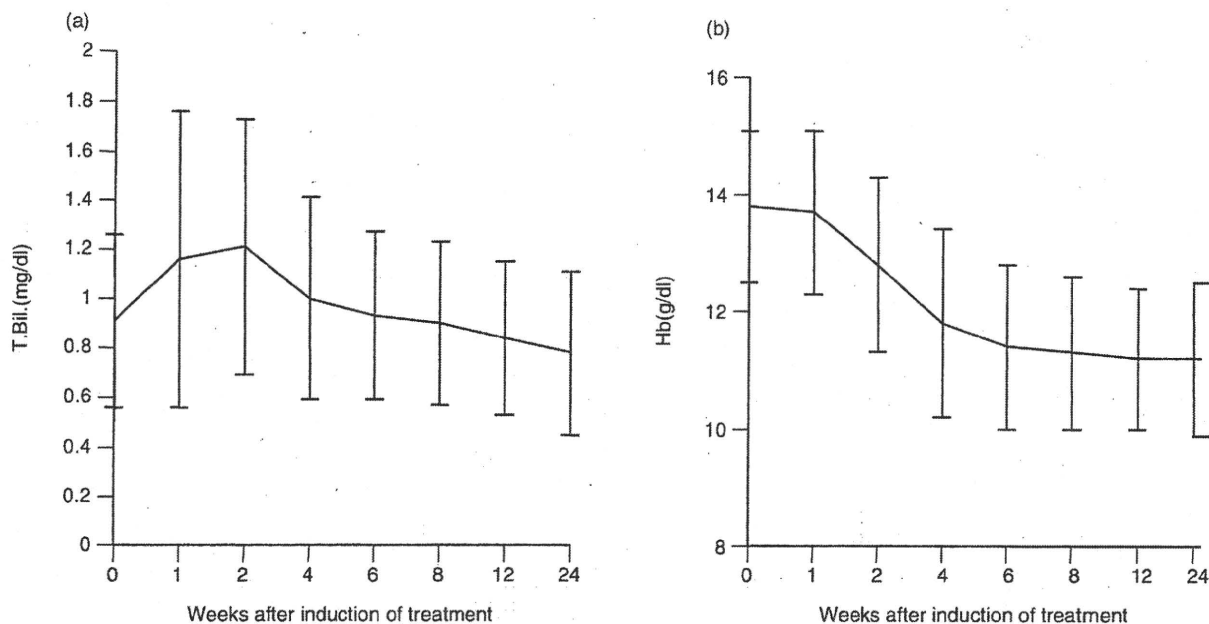 (a)
2
1.8
1.6
1.4
1.2
1
0.8
0.6
0.4
0.2
0
T.Bil.(mg/dl)
0 1 2 4 6 8 12 24
Weeks after induction of treatment
(b)
16
14
12
10
8
Hb(g/dl)
0 1 2 4 6 8 12 24
Weeks after induction of treatment